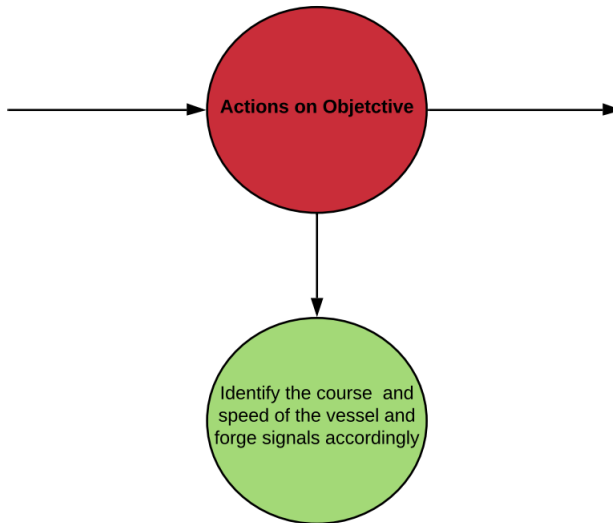 Actions on Objetctive
Identify the course and
speed of the vessel and
forge signals accordingly